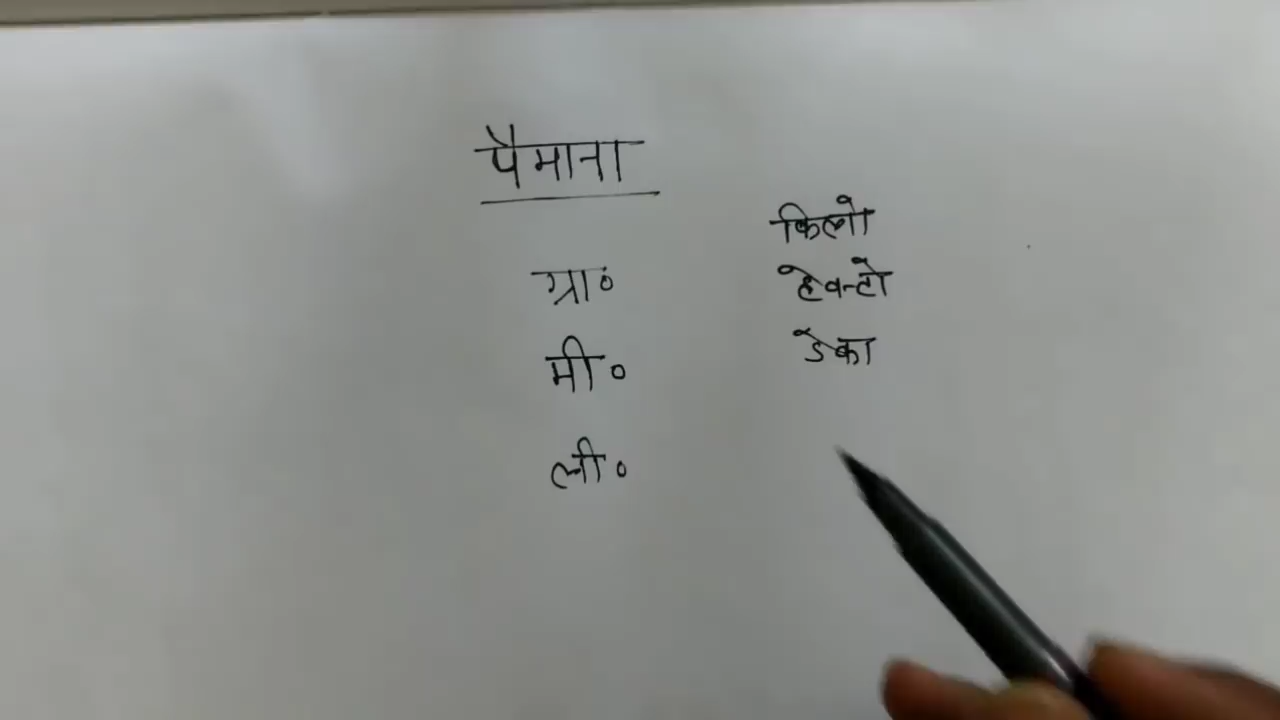 पैमाना
ग्रा०
मी०
ली०
किलो
हेक्टो
डेका